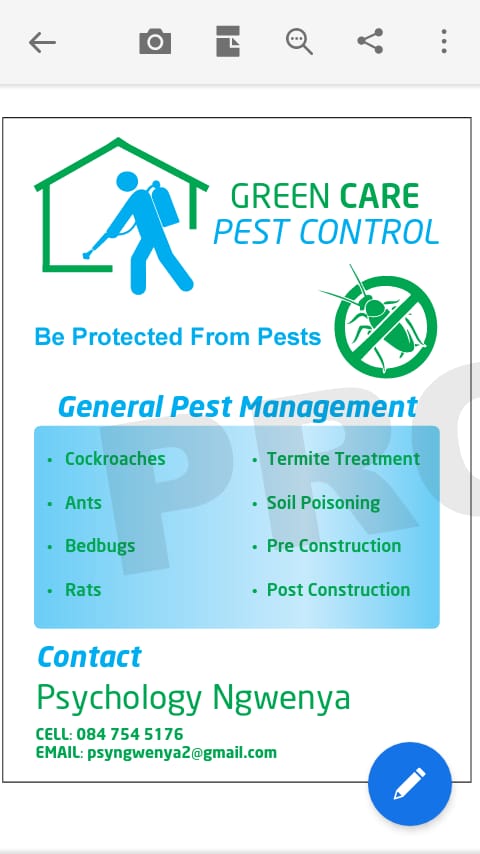 GREEN CARE
PEST CONTROL
Be Protected From Pests
General Pest Management
• Cockroaches
• Ants
• Bedbugs
• Rats
• Termite Treatment
• Soil Poisoning
• Pre Construction
• Post Construction
Contact
Psychology Ngwenya
CELL: 084 754 5176
EMAIL: psyngwenya2@gmail.com
PRO